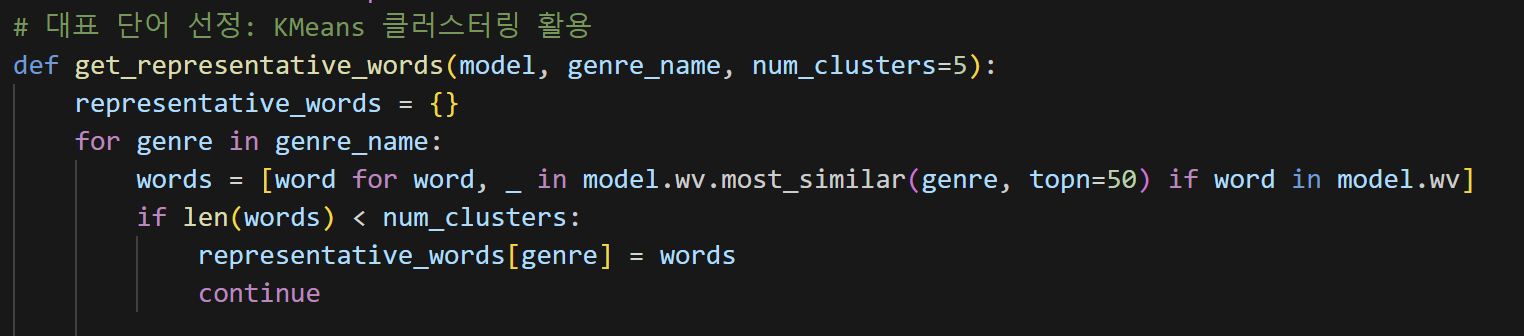 # 대표 단어 선정: KMeans 클러스터링 활용
def get_representative_words(model, genre_name, num_clusters=5):
    representative_words = {}
    for genre in genre_name:
        words = [word for word, _ in model.wv.most_similar(genre, topn=50) if word in model.wv]
        if len(words) < num_clusters:
            representative_words[genre] = words
            continue